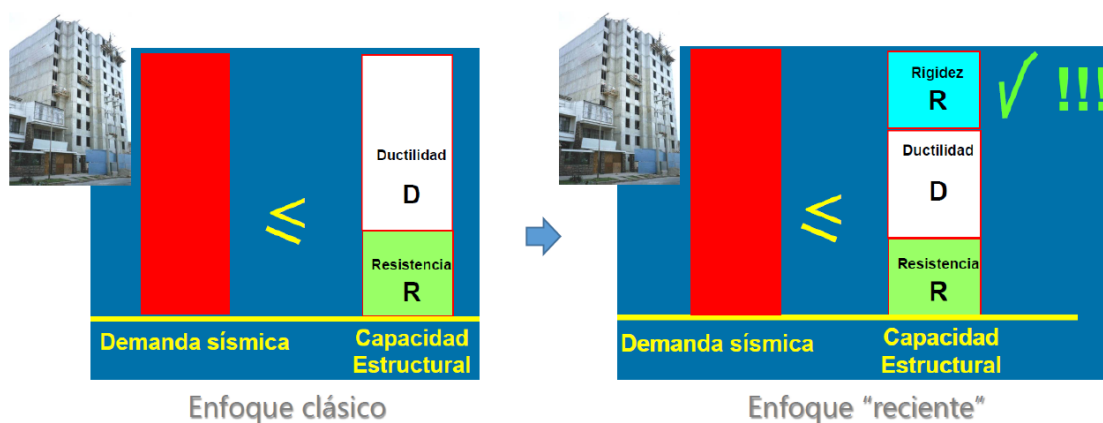 Ductilidad
D
≤
Resistencia
R
Demanda sísmica
Capacidad
Estructural
Enfoque clásico
Rigidez
R
!!!
Ductilidad
D
≤
Resistencia
R
Demanda sísmica
Capacidad
Estructural
Enfoque “reciente”